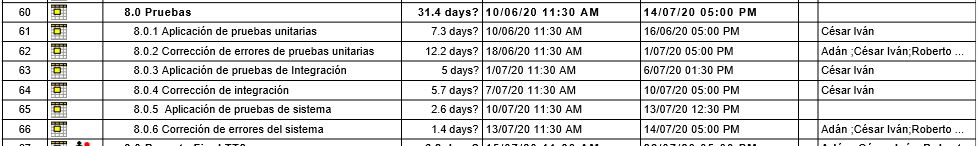 60 8.0 Pruebas 31.4 days? 10/06/20 11:30 AM 14/07/20 05:00 PM
61 8.0.1 Aplicación de pruebas unitarias 7.3 days? 10/06/20 11:30 AM 16/06/20 05:00 PM César Iván
62 8.0.2 Corrección de errores de pruebas unitarias 12.2 days? 18/06/20 11:30 AM 1/07/20 05:00 PM Adán ;César Iván;Roberto ...
63 8.0.3 Aplicación de pruebas de Integración 5 days? 1/07/20 11:30 AM 6/07/20 01:30 PM César Iván
64 8.0.4 Corrección de integración 5.7 days? 7/07/20 11:30 AM 10/07/20 05:00 PM César Iván
65 8.0.5 Aplicación de pruebas de sistema 2.6 days? 10/07/20 11:30 AM 13/07/20 12:30 PM
66 8.0.6 Correción de errores del sistema 1.4 days? 13/07/20 11:30 AM 14/07/20 05:00 PM Adán ;César Iván;Roberto ...